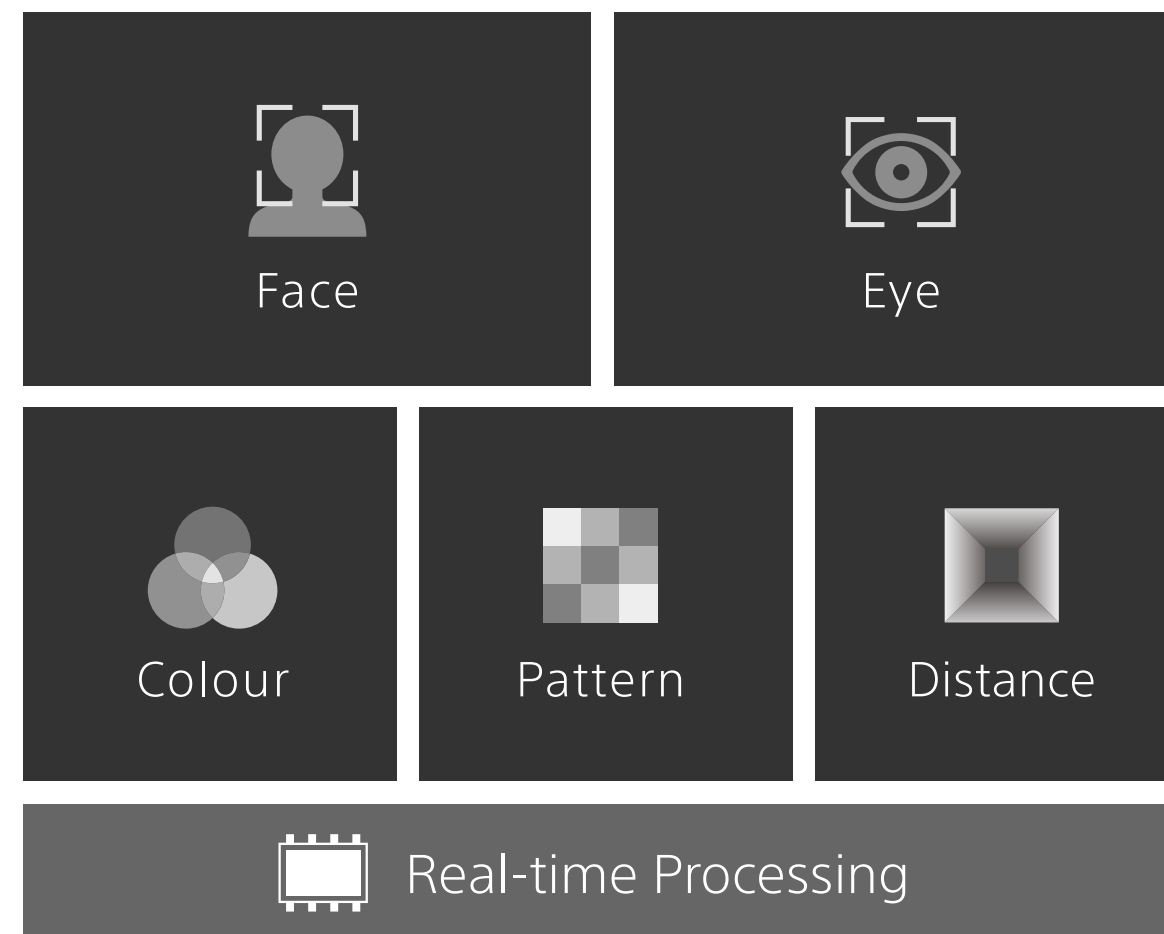 Face
Eye
Colour
Pattern
Distance
Real-time Processing